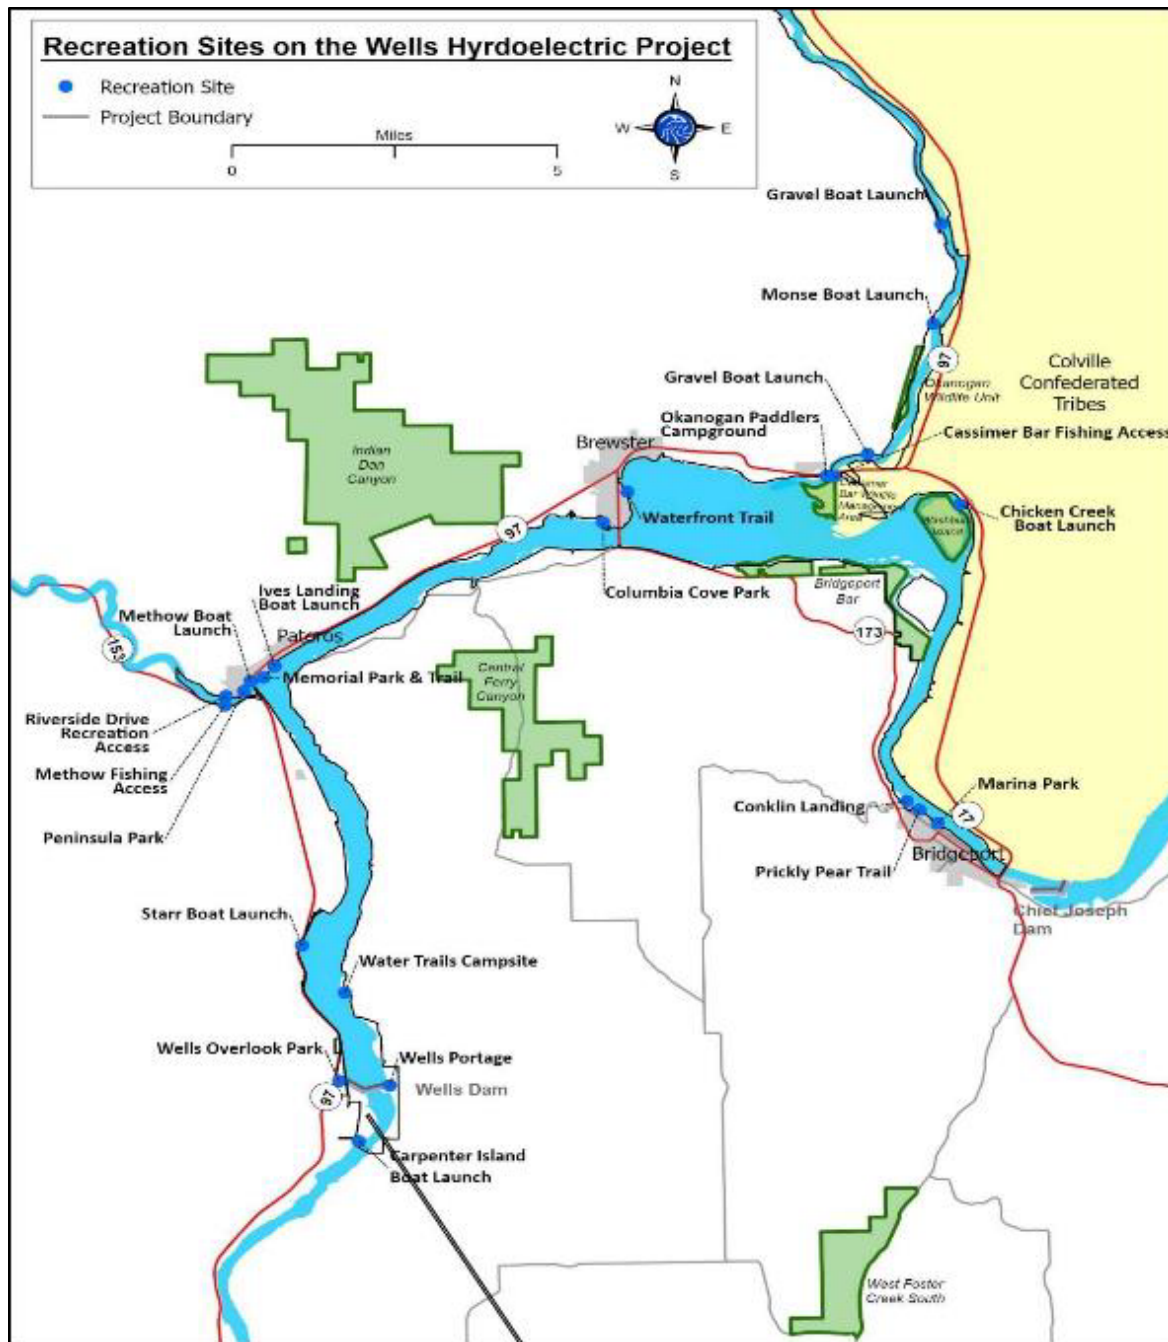 Recreation Sites on the Wells Hyrdoelectric Project
Recreation Site
Project Boundary
Miles
0
5
N
W
E
S
Gravel Boat Launch
Monse Boat Launch
97
Colville
Confederated
Tribes
Gravel Boat Launch
Okanogan
Wildlife Unit
Okanogan Paddlers
Campground
Cassimer Bar Fishing Access
Brewster
Indian
Dan
Canyon
Cassimer
Bar Wildlife
Management
Area
Chicken Creek
Boat Launch
Waterfront Trail
97
Columbia Cove Park
Bridgeport
Bar
Ives Landing
Boat Launch
Methow Boat
Launch
173
Pateros
153
Memorial Park & Trail
Central
Ferry
Canyon
Riverside Drive
Recreation
Access
Methow Fishing
Access
Marina Park
Conklin Landing
17
Peninsula Park
Bridgeport
Prickly Pear Trail
Chief Joseph
Dam
Starr Boat Launch
Water Trails Campsite
Wells Overlook Park
Wells Portage
Wells Dam
97
Carpenter Island
Boat Launch
West Foster
Creek South